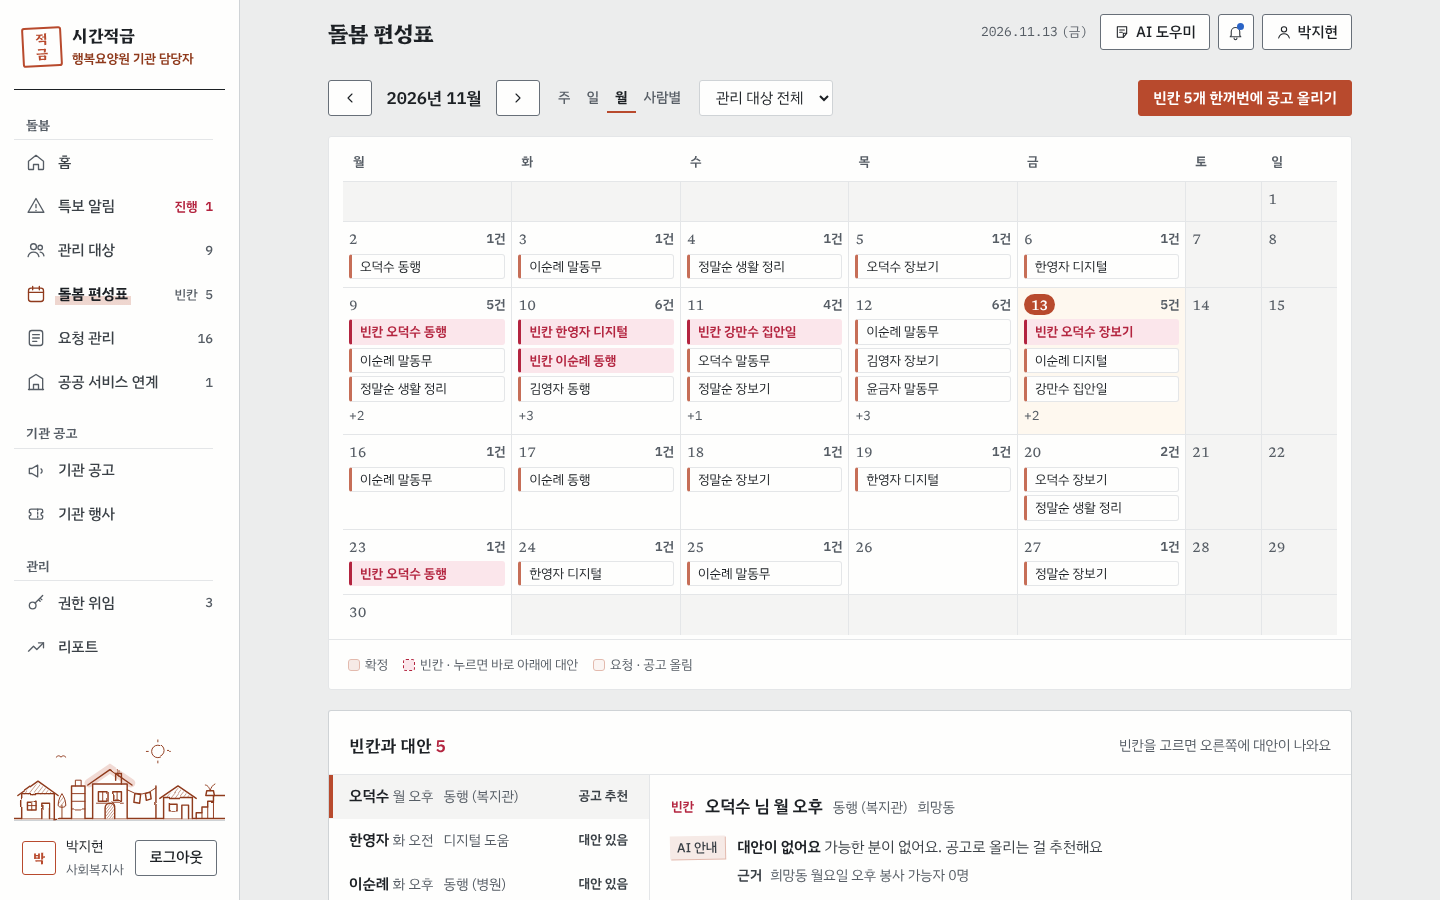 적금
시간적금
행복요양원 기관 담당자
돌봄
홈
특보 알림 진행 1
관리 대상 9
돌봄 편성표 빈칸 5
요청 관리 16
공공 서비스 연계 1
기관 공고
기관 공고
기관 행사
관리
권한 위임 3
리포트
박
박지현
사회복지사
로그아웃
돌봄 편성표
2026.11.13 (금)
AI 도우미
박지현
2026년 11월
주 일 월 사람별
관리 대상 전체
빈칸 5개 한꺼번에 공고 올리기
월 화 수 목 금 토 일
1
2 1건 3 1건 4 1건 5 1건 6 1건 7 8
오덕수 동행 이순례 말동무 정말순 생활 정리 오덕수 장보기 한영자 디지털
9 5건 10 6건 11 4건 12 6건 13 5건 14 15
빈칸 오덕수 동행 빈칸 한영자 디지털 빈칸 강만수 집안일 이순례 말동무 빈칸 오덕수 장보기
이순례 말동무 빈칸 이순례 동행 오덕수 말동무 김영자 장보기 이순례 디지털
정말순 생활 정리 김영자 동행 정말순 장보기 윤금자 말동무 강만수 집안일
+2 +3 +1 +3 +2
16 1건 17 1건 18 1건 19 1건 20 2건 21 22
이순례 말동무 이순례 동행 정말순 장보기 한영자 디지털 오덕수 장보기
정말순 생활 정리
23 1건 24 1건 25 1건 26 27 1건 28 29
빈칸 오덕수 동행 한영자 디지털 이순례 말동무 정말순 장보기
30
확정 빈칸 · 누르면 바로 아래에 대안 요청 · 공고 올림
빈칸과 대안 5
빈칸을 고르면 오른쪽에 대안이 나와요
오덕수 월 오후 동행 (복지관) 공고 추천
한영자 화 오전 디지털 도움 대안 있음
이순례 화 오후 동행 (병원) 대안 있음
빈칸 오덕수 님 월 오후 동행 (복지관) 희망동
AI 안내 대안이 없어요 가능한 분이 없어요. 공고로 올리는 걸 추천해요
근거 희망동 월요일 오후 봉사 가능자 0명